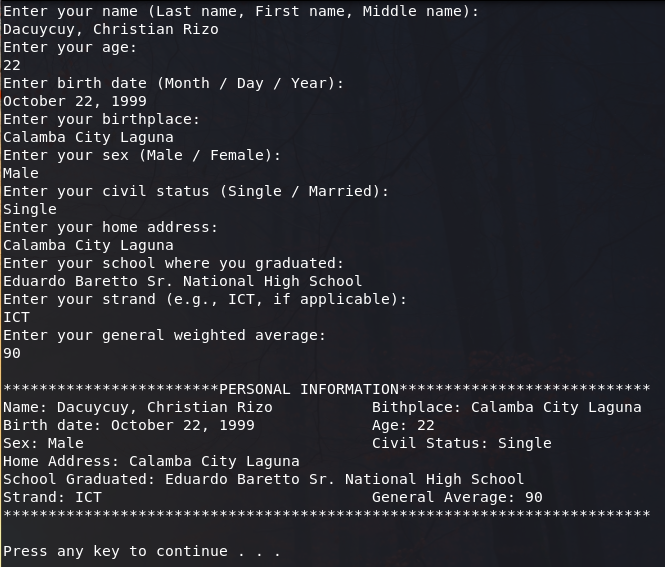 Enter your name (Last name, First name, Middle name):
Dacuycuy, Christian Rizo
Enter your age:
22
Enter birth date (Month / Day / Year):
October 22, 1999
Enter your birthplace:
Calamba City Laguna
Enter your sex (Male / Female):
Male
Enter your civil status (Single / Married):
Single
Enter your home address:
Calamba City Laguna
Enter your school where you graduated:
Eduardo Baretto Sr. National High School
Enter your strand (e.g., ICT, if applicable):
ICT
Enter your general weighted average:
90
************************PERSONAL INFORMATION****************************
Name: Dacuycuy, Christian Rizo           Bithplace: Calamba City Laguna
Birth date: October 22, 1999             Age: 22
Sex: Male                                Civil Status: Single
Home Address: Calamba City Laguna
School Graduated: Eduardo Baretto Sr. National High School
Strand: ICT                              General Average: 90
************************************************************************
Press any key to continue . . .